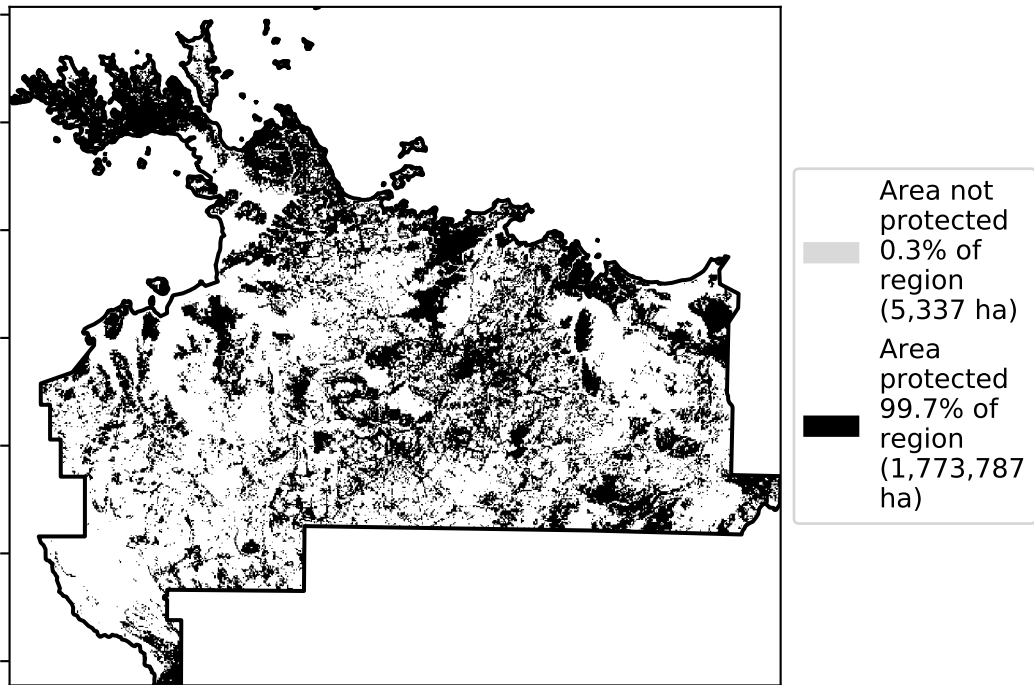 Area not
protected
0.3% of
region
(5,337 ha)
Area
protected
99.7% of
region
(1,773,787
ha)